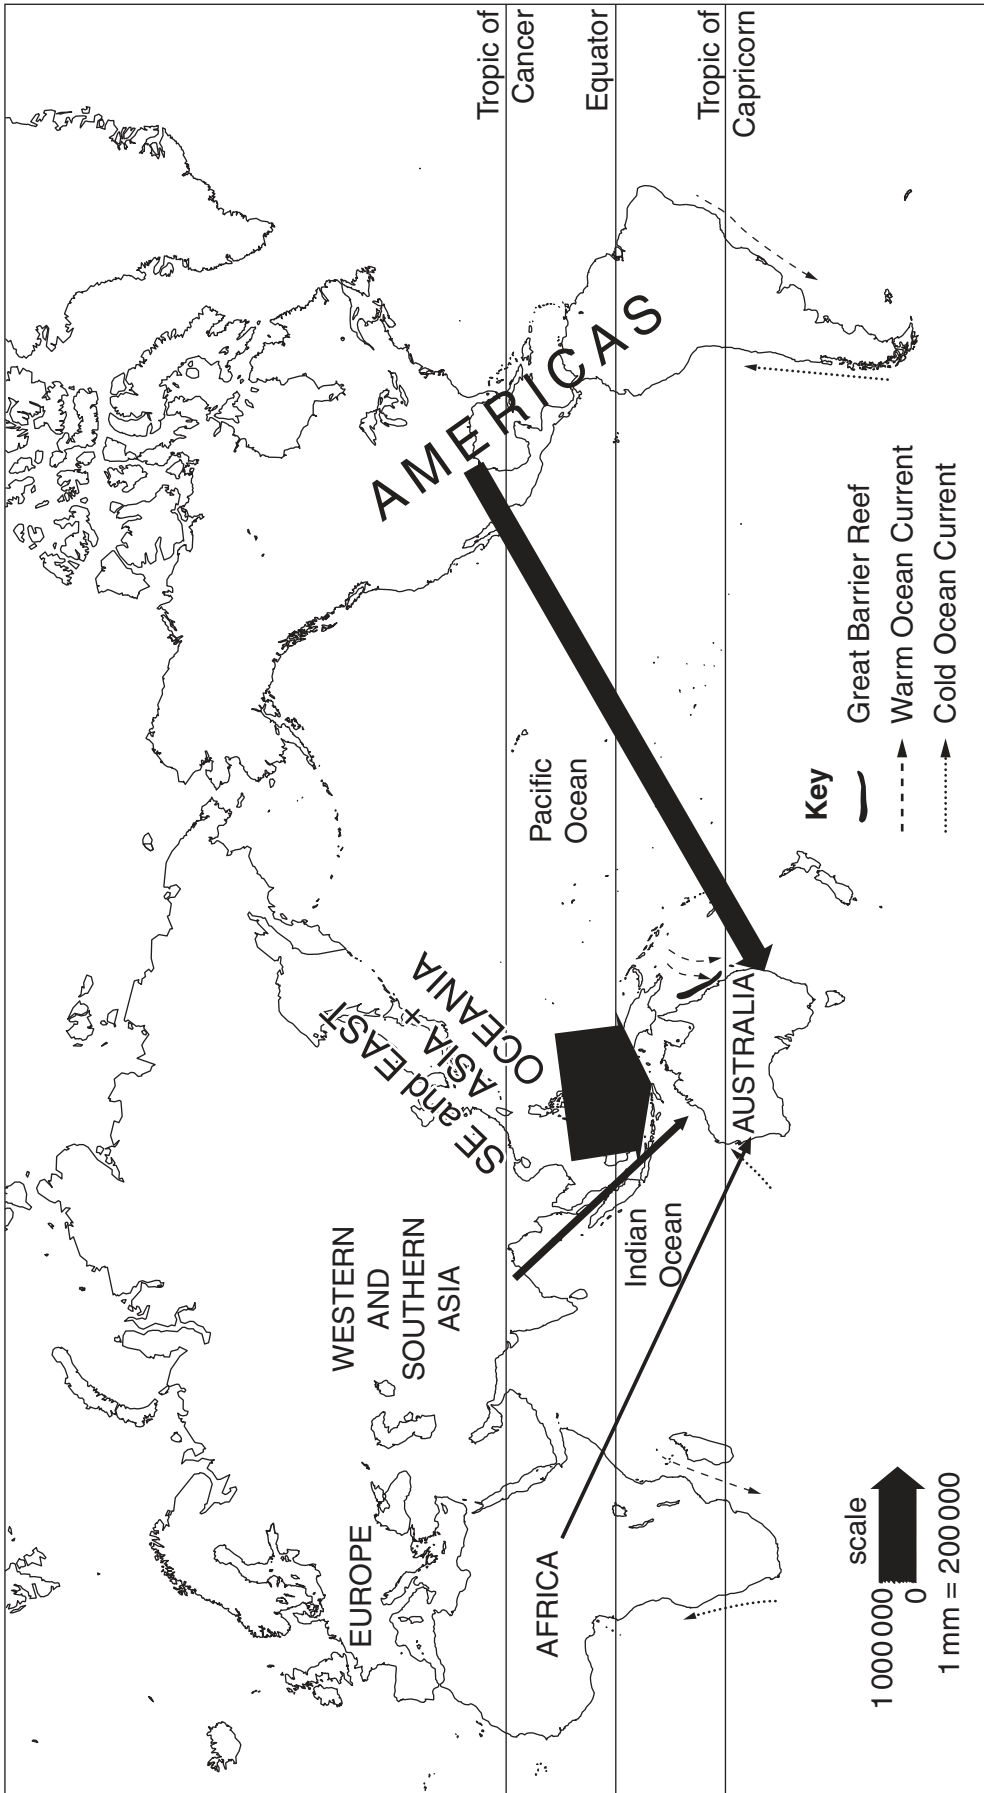 Tropic of
Cancer
Equator
Tropic of
Capricorn
AMERICAS
Pacific
Ocean
SE and EAST
ASIA +
OCEANIA
WESTERN
AND
SOUTHERN
ASIA
EUROPE
AFRICA
Indian
Ocean
AUSTRALIA
Key
Great Barrier Reef
Warm Ocean Current
Cold Ocean Current
scale
1 000 000
0
1 mm = 200 000